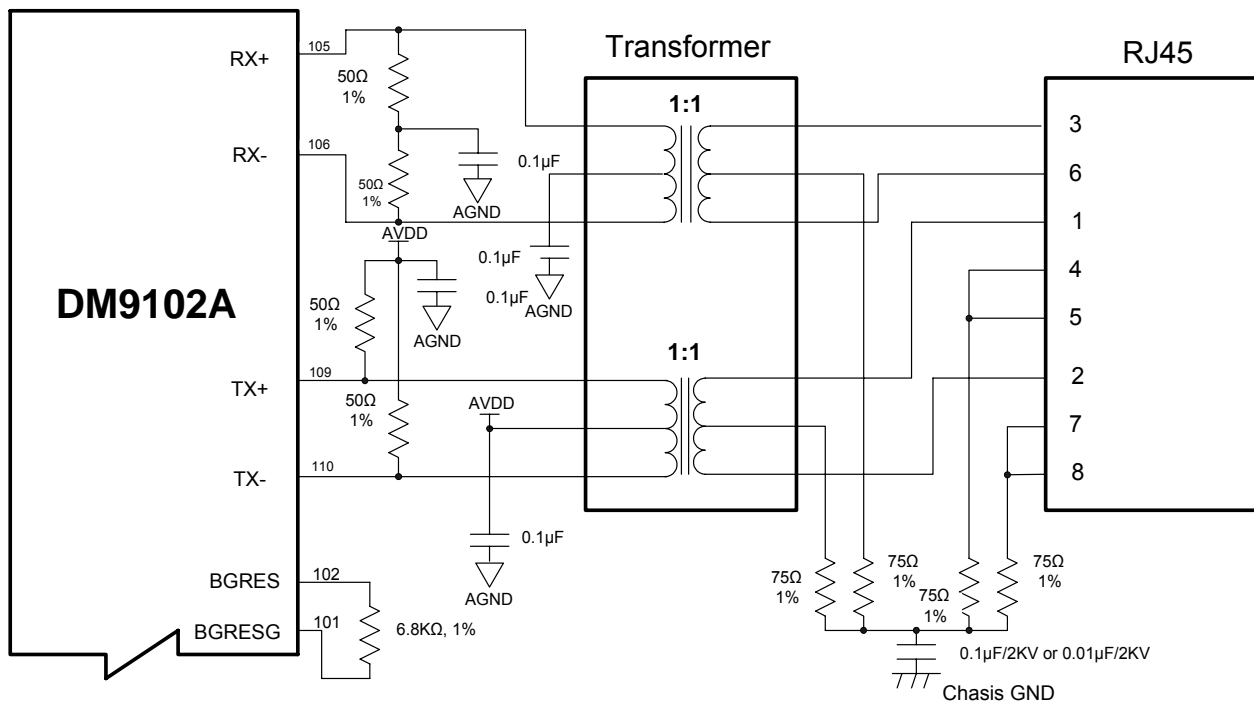 Transformer
RJ45
DM9102A
RX+
105
50Ω
1%
RX-
106
50Ω
1%
0.1µF
AGND
AVDD
0.1µF
AGND
0.1µF
AGND
50Ω
1%
TX+
109
50Ω
1%
TX-
110
AVDD
0.1µF
AGND
BGRES
102
BGRESG
101
6.8KΩ, 1%
1:1
1:1
3
6
1
4
5
2
7
8
75Ω
1%
75Ω
1%
75Ω
1%
75Ω
1%
0.1µF/2KV or 0.01µF/2KV
Chasis GND